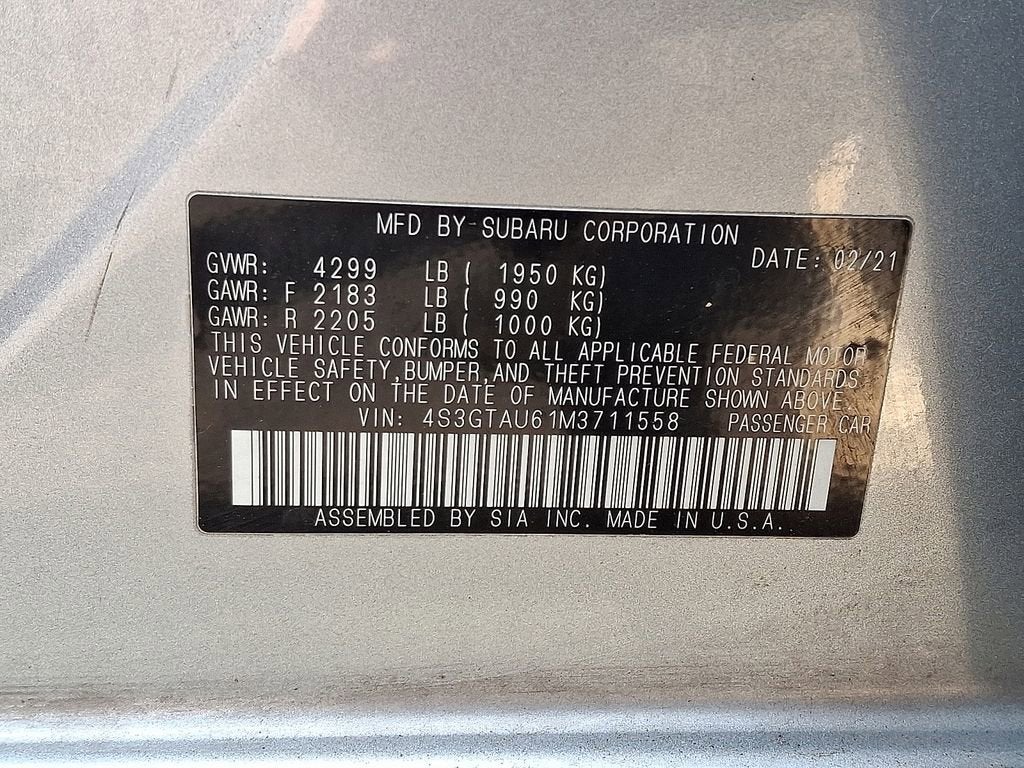 MFD BY SUBARU CORPORATION
DATE: 02/21
GVWR: 4299 LB ( 1950 KG)
GAWR: F 2183 LB ( 990 KG)
GAWR: R 2205 LB ( 1000 KG)
THIS VEHICLE CONFORMS TO ALL APPLICABLE FEDERAL MOTOR
VEHICLE SAFETY, BUMPER, AND THEFT PREVENTION STANDARDS
IN EFFECT ON THE DATE OF MANUFACTURE SHOWN ABOVE.
VIN: 4S3GTAU61M3711558 PASSENGER CAR
ASSEMBLED BY SIA INC. MADE IN U.S.A.